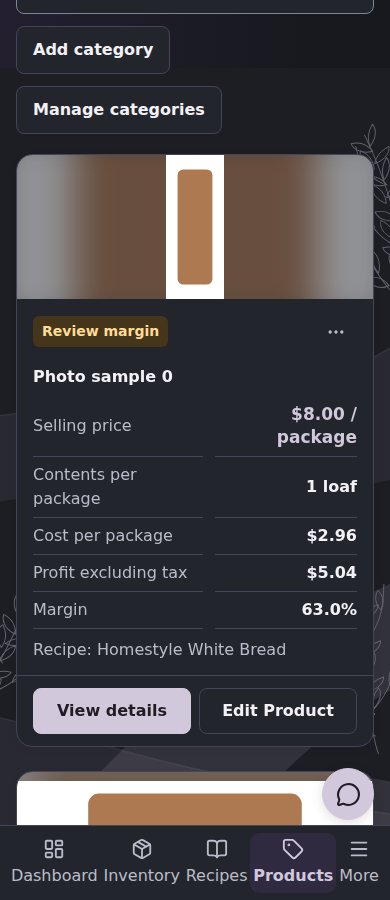 Add category
Manage categories
Review margin
Photo sample 0
Selling price
$8.00 /
package
Contents per
package
1 loaf
Cost per package
$2.96
Profit excluding tax
$5.04
Margin
63.0%
Recipe: Homestyle White Bread
View details
Edit Product
Dashboard
Inventory
Recipes
Products
More